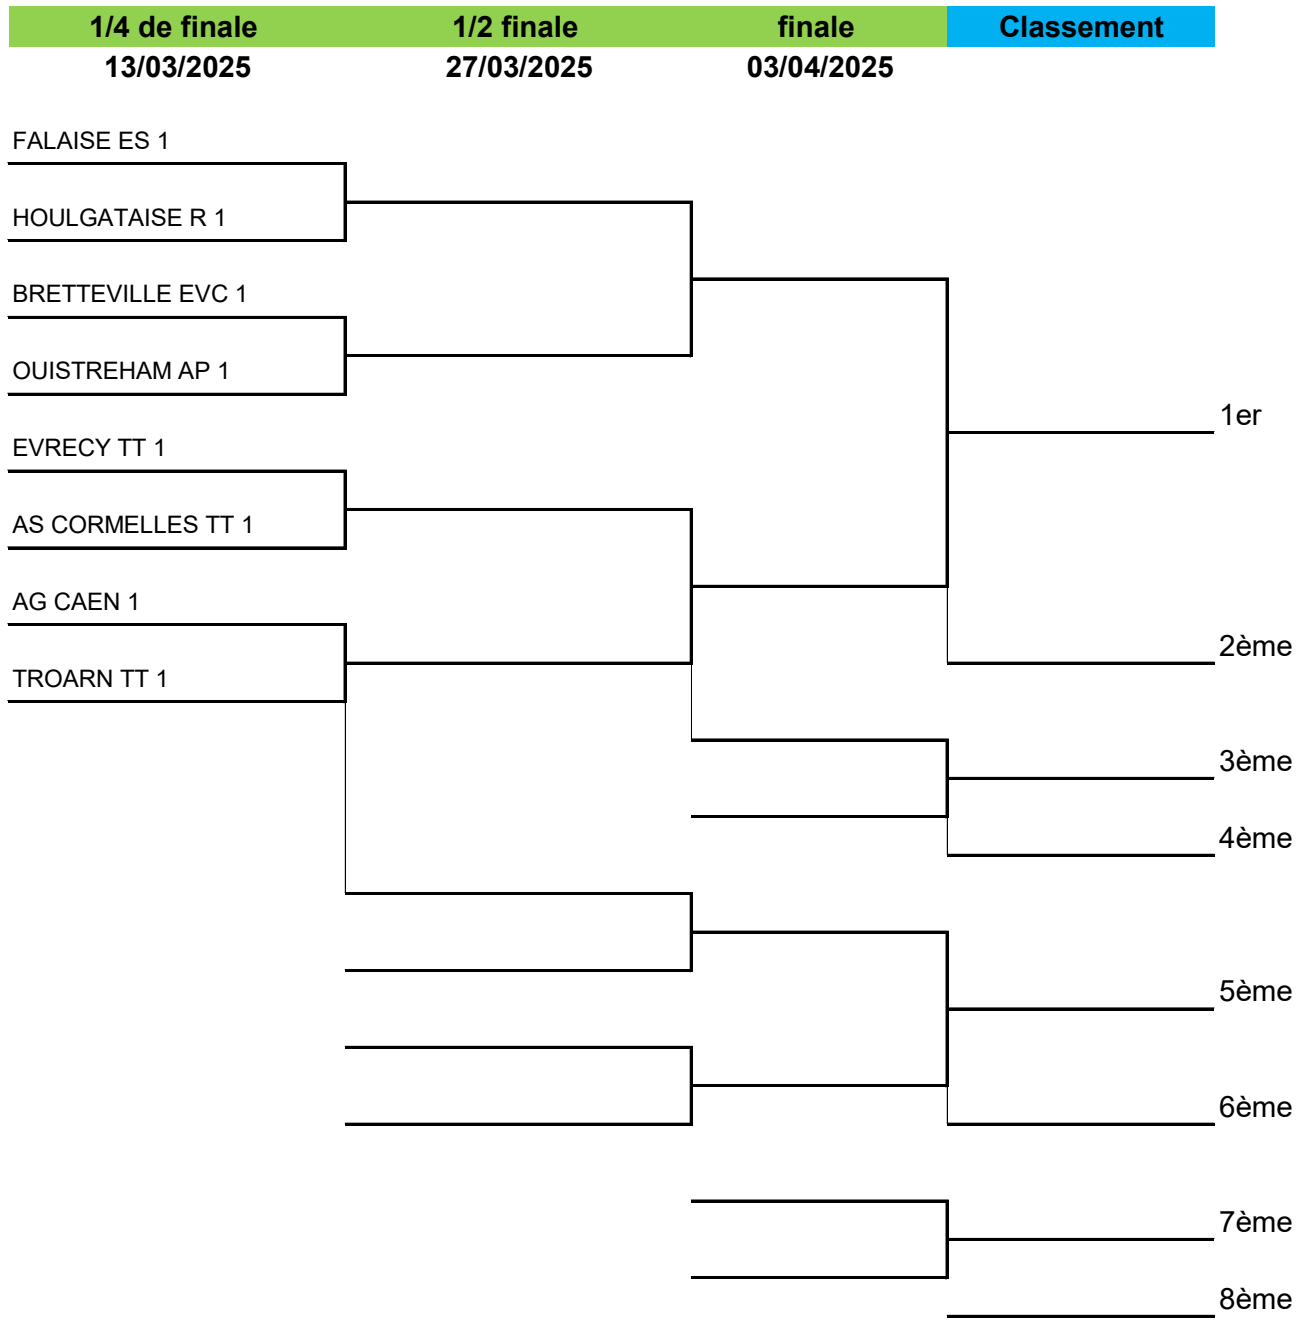 1/4 de finale 1/2 finale finale Classement
13/03/2025 27/03/2025 03/04/2025
FALAISE ES 1
HOULGATAISE R 1
BRETTEVILLE EVC 1
OUISTREHAM AP 1
1er
EVRECY TT 1
AS CORMELLES TT 1
AG CAEN 1
2ème
TROARN TT 1
3ème
4ème
5ème
6ème
7ème
8ème